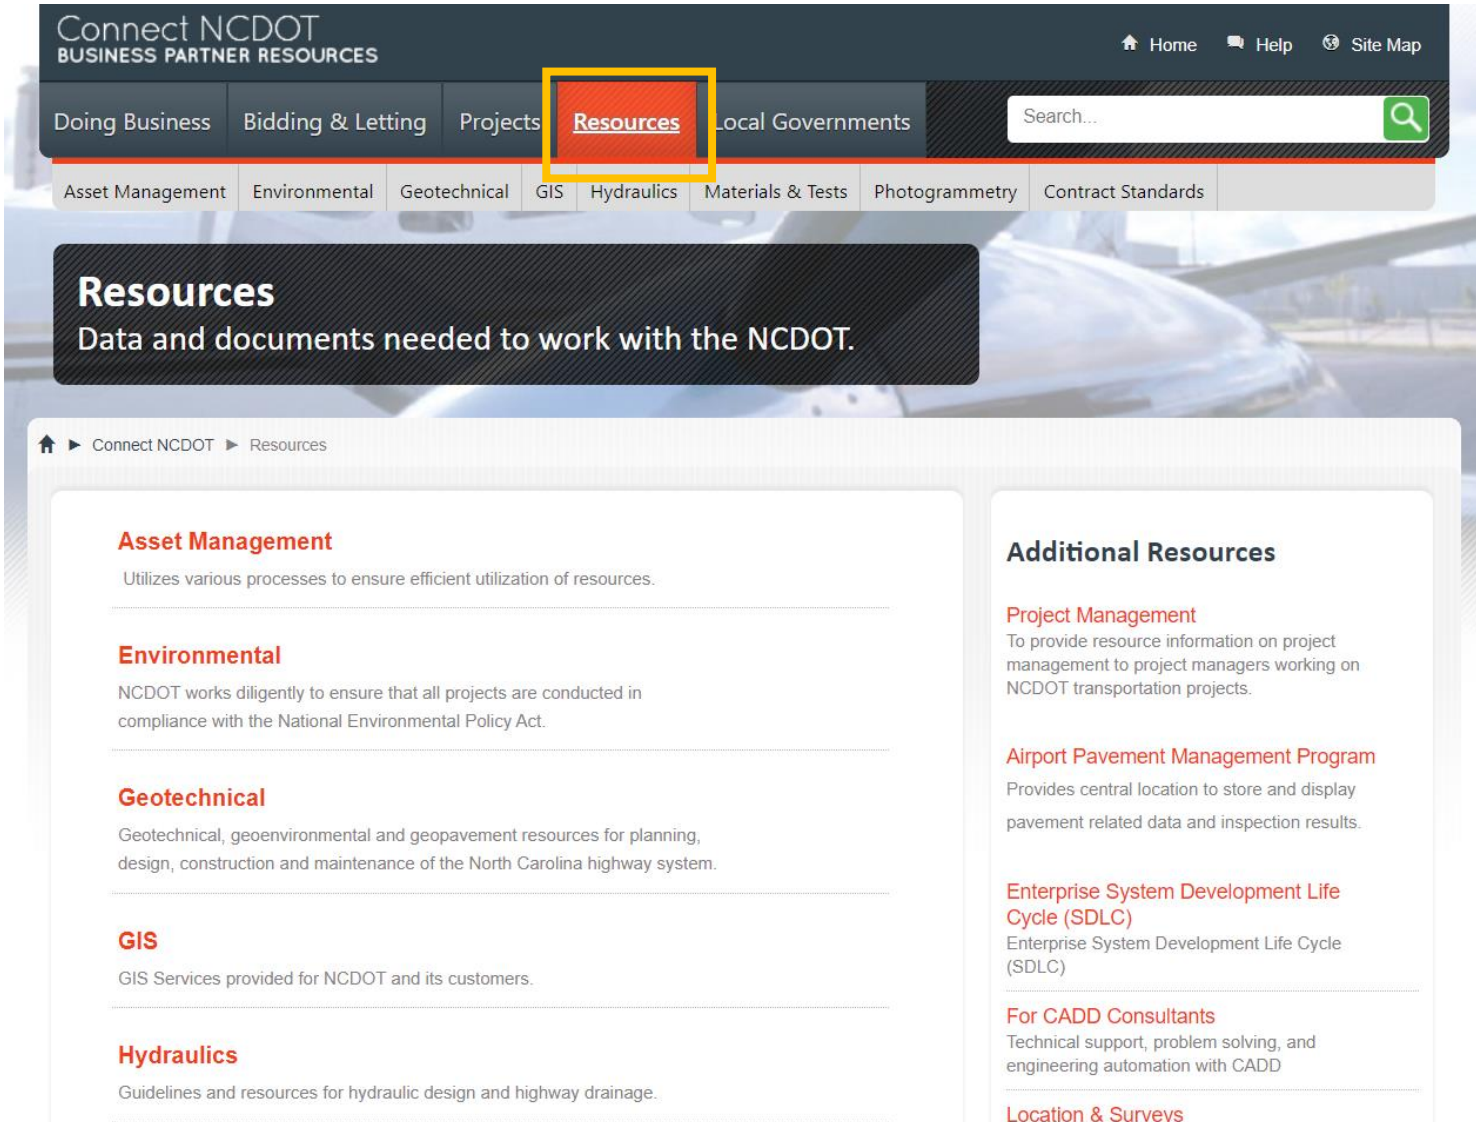 Connect NCDOT
BUSINESS PARTNER RESOURCES
Home Help Site Map
Doing Business Bidding & Letting Projects Resources Local Governments Search...
Asset Management Environmental Geotechnical GIS Hydraulics Materials & Tests Photogrammetry Contract Standards
Resources
Data and documents needed to work with the NCDOT.
Connect NCDOT Resources
Asset Management
Utilizes various processes to ensure efficient utilization of resources.
Environmental
NCDOT works diligently to ensure that all projects are conducted in
compliance with the National Environmental Policy Act.
Geotechnical
Geotechnical, geoenvironmental and geopavement resources for planning,
design, construction and maintenance of the North Carolina highway system.
GIS
GIS Services provided for NCDOT and its customers.
Hydraulics
Guidelines and resources for hydraulic design and highway drainage.
Additional Resources
Project Management
To provide resource information on project
management to project managers working on
NCDOT transportation projects.
Airport Pavement Management Program
Provides central location to store and display
pavement related data and inspection results.
Enterprise System Development Life
Cycle (SDLC)
Enterprise System Development Life Cycle
(SDLC)
For CADD Consultants
Technical support, problem solving, and
engineering automation with CADD
Location & Surveys